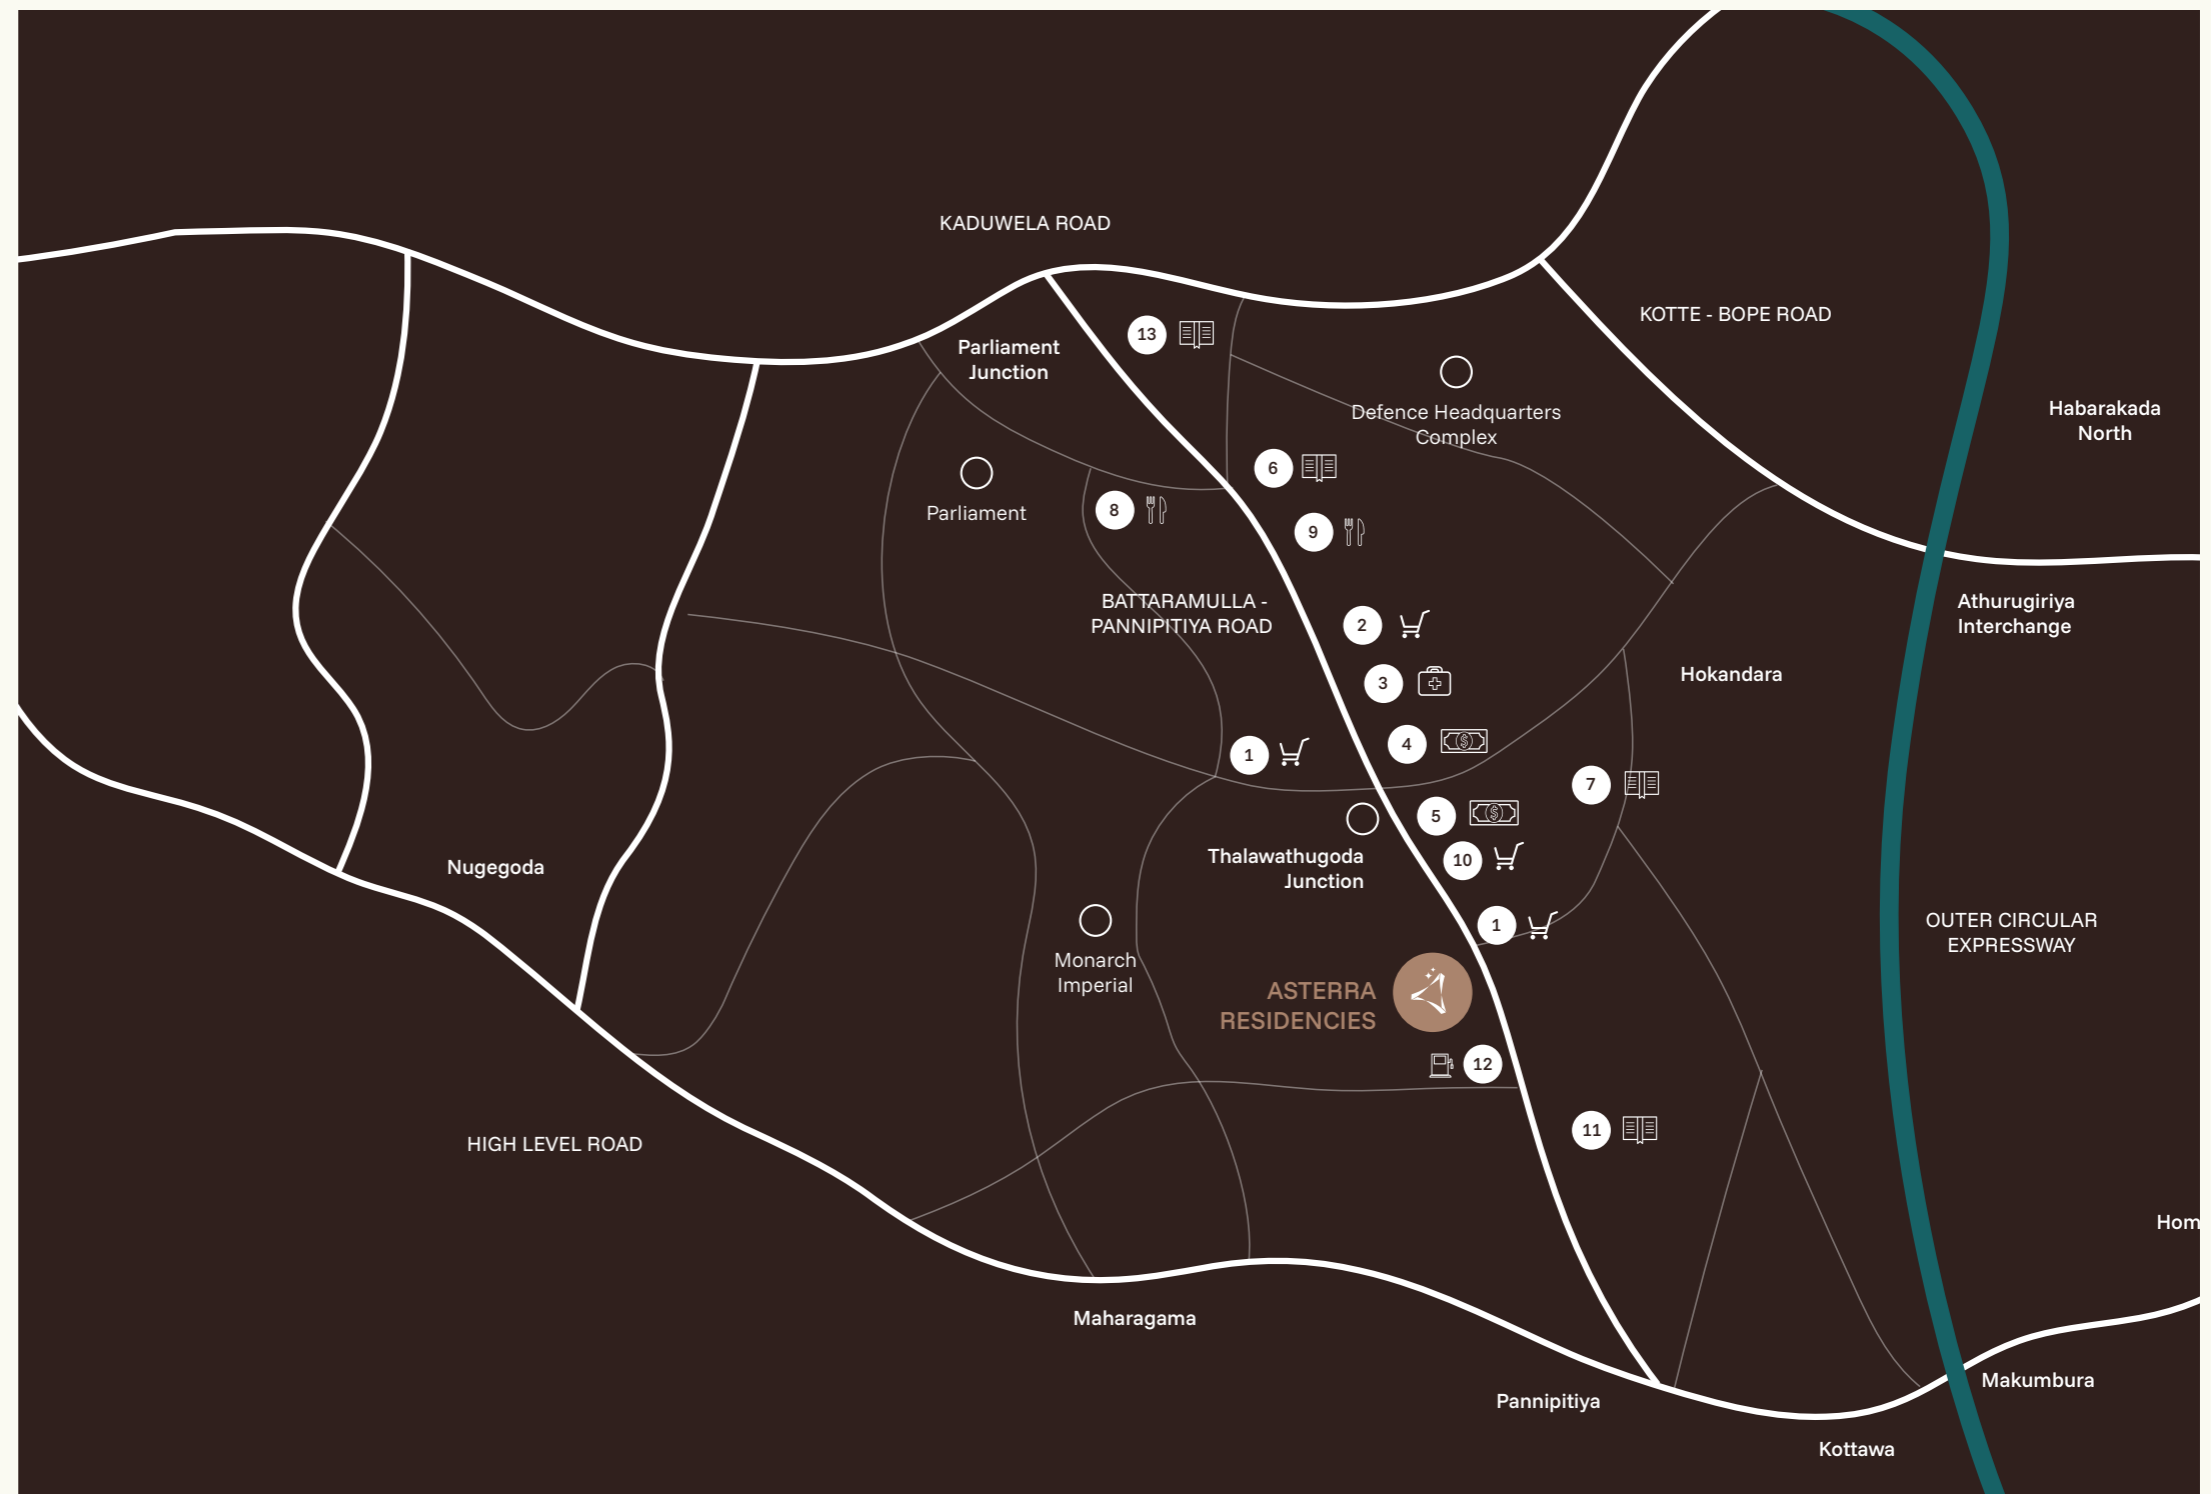 KADUWELA ROAD
KOTTE - BOPE ROAD
13
Parliament
Junction
Defence Headquarters
Complex
Habarakada
North
6
Parliament
8
9
BATTARAMULLA -
PANNIPITIYA ROAD
2
Athurugiriya
Interchange
3
Hokandara
4
1
7
5
Thalawathugoda
Junction
10
Nugegoda
1
OUTER CIRCULAR
EXPRESSWAY
Monarch
Imperial
ASTERRA
RESIDENCIES
12
11
HIGH LEVEL ROAD
Hom
Maharagama
Makumbura
Pannipitiya
Kottawa